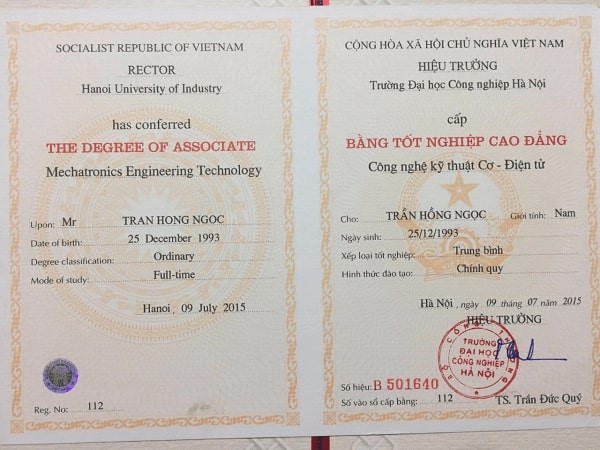 SOCIALIST REPUBLIC OF VIETNAM
RECTOR
Hanoi University of Industry
has conferred
THE DEGREE OF ASSOCIATE
Mechatronics Engineering Technology
Upon: Mr TRAN HONG NGOC
Date of birth: 25 December 1993
Degree classification: Ordinary
Mode of study: Full-time
Hanoi, 09 July 2015
Reg. No: 112
CỘNG HÒA XÃ HỘI CHỦ NGHĨA VIỆT NAM
HIỆU TRƯỞNG
Trường Đại học Công nghiệp Hà Nội
cấp
BẰNG TỐT NGHIỆP CAO ĐẲNG
Công nghệ kỹ thuật Cơ - Điện tử
Cho: TRẦN HỒNG NGỌC Giới tính: Nam
Ngày sinh: 25/12/1993
Xếp loại tốt nghiệp: Trung bình
Hình thức đào tạo: Chính quy
Hà Nội, ngày 09 tháng 07 năm 2015
HIỆU TRƯỞNG
BỘ CÔNG THƯƠNG
TRƯỜNG
ĐẠI HỌC
CÔNG NGHIỆP
HÀ NỘI
Số hiệu: B 501640
Số vào sổ cấp bằng: 112 TS. Trần Đức Quý